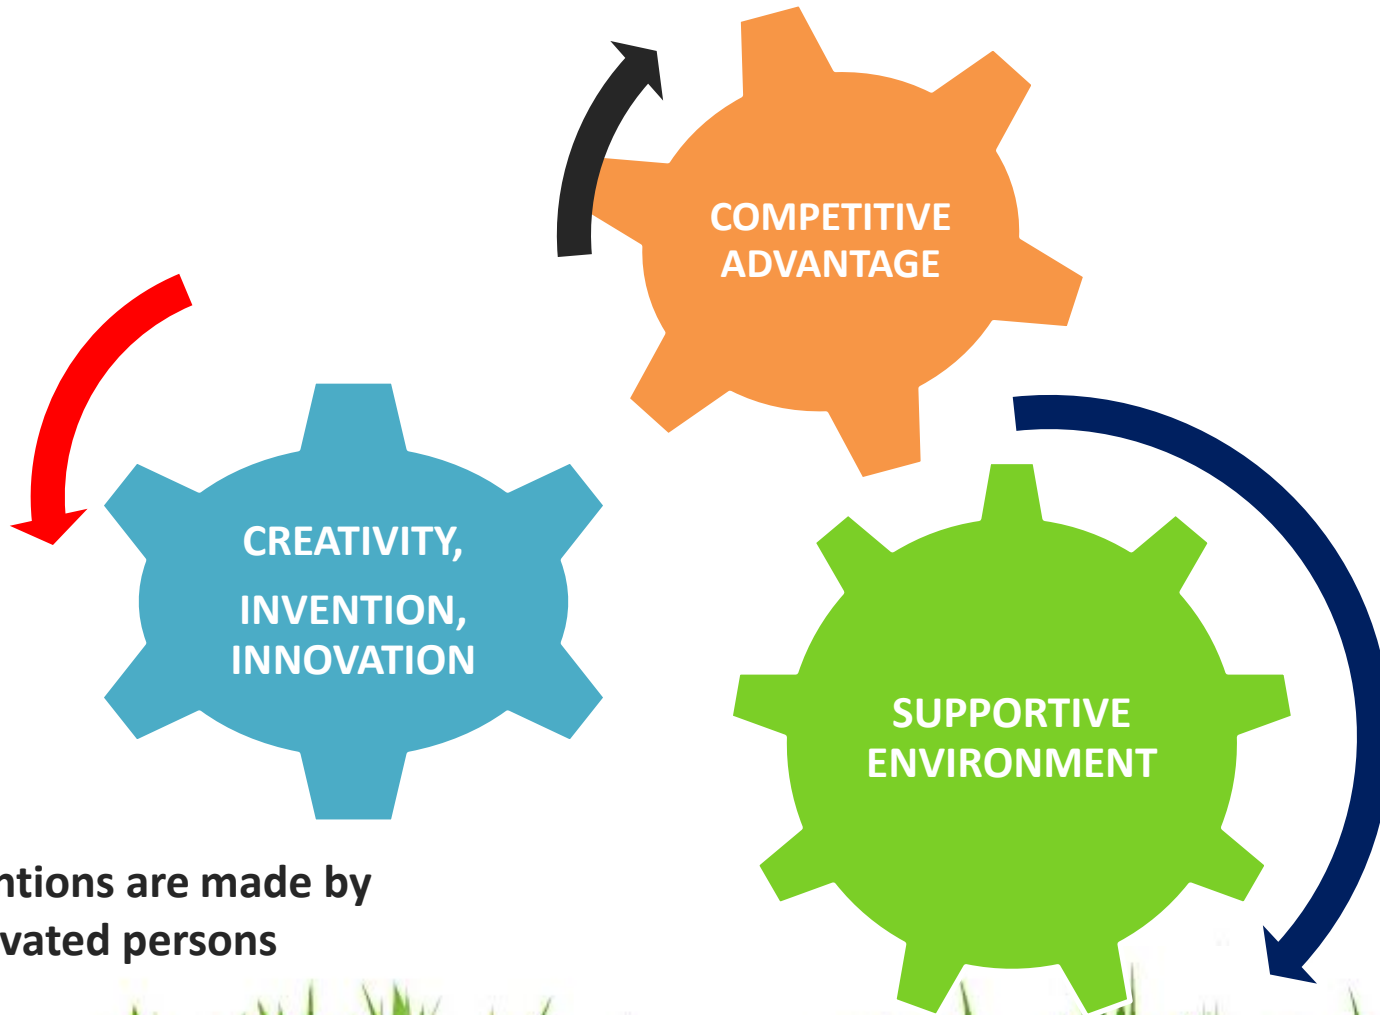 COMPETITIVE
ADVANTAGE
CREATIVITY,
INVENTION,
INNOVATION
SUPPORTIVE
ENVIRONMENT
ntions are made by
vated persons